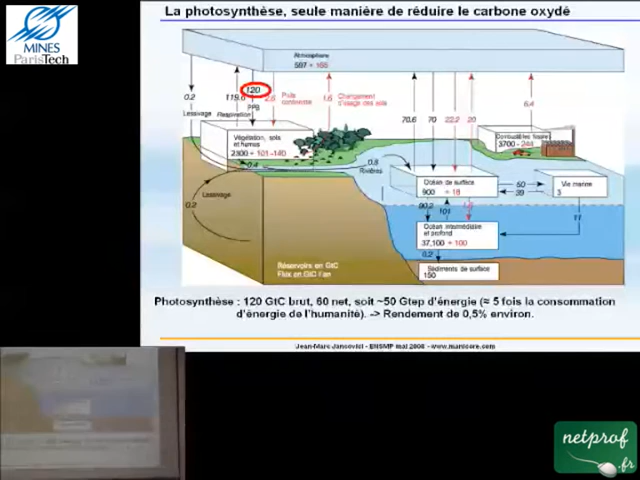 La photosynthèse, seule manière de réduire le carbone oxydé
MINES
ParisTech
Atmosphère
597 + 165
120
0.2
119.6
2,6
Puits
1.6
Changement
d'usage des sols
70.6
70
22.2
20
6.4
Lessivage
Respiration
PPB
Végétation, sols
et humus
2300 + 101 -140
Combustibles fossiles
3700 - 244
0.4
0.8
Rivières
Océan de surface
900 + 18
50
39
Vie marine
3
0.2
Lessivage
90.2
101
11
Océan intermédiaire
et profond
37,100 + 100
0.2
Réservoirs en GtC
Flux en GtC /an
Sédiments de surface
150
Photosynthèse : 120 GtC brut, 60 net, soit ~50 Gtep d'énergie (≈ 5 fois la consommation
d'énergie de l'humanité). -> Rendement de 0,5% environ.
Jean-Marc Jancovici - ENSMP mai 2008 - www.manicore.com
netprof
.fr